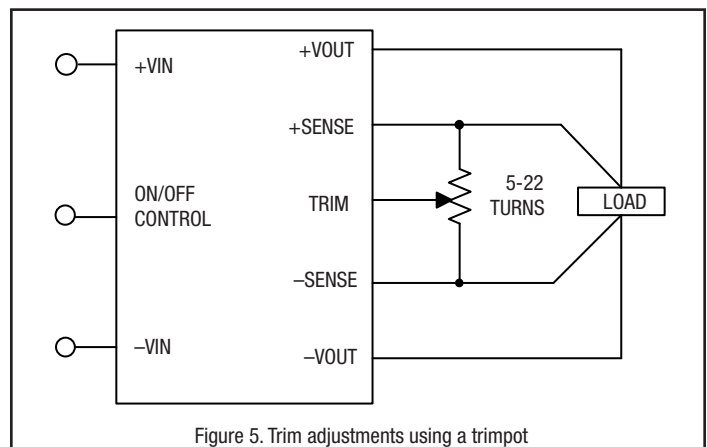 +VIN
ON/OFF
CONTROL
–VIN
+VOUT
+SENSE
TRIM
–SENSE
–VOUT
5-22
TURNS
LOAD
Figure 5. Trim adjustments using a trimpot